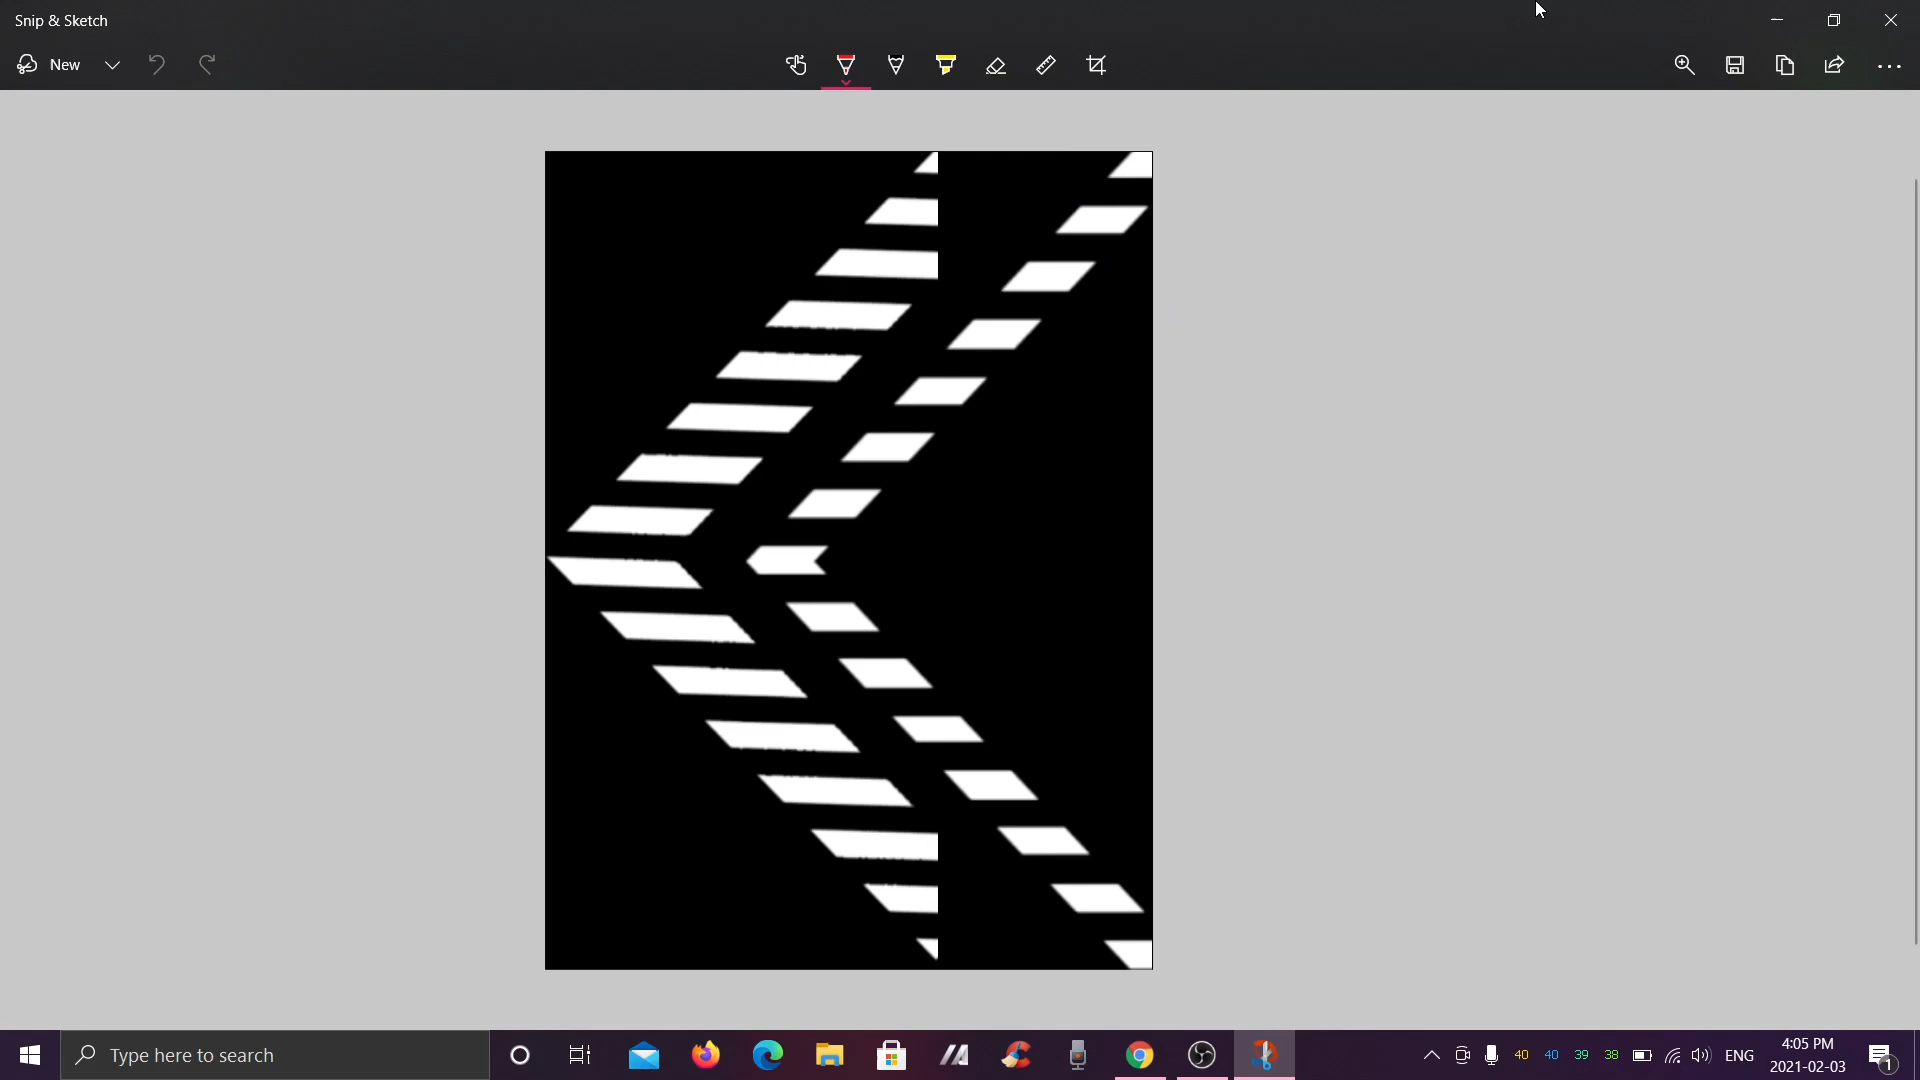 Snip & Sketch
New
Type here to search
40 40 39 38 ENG 4:05 PM
2021-02-03
1